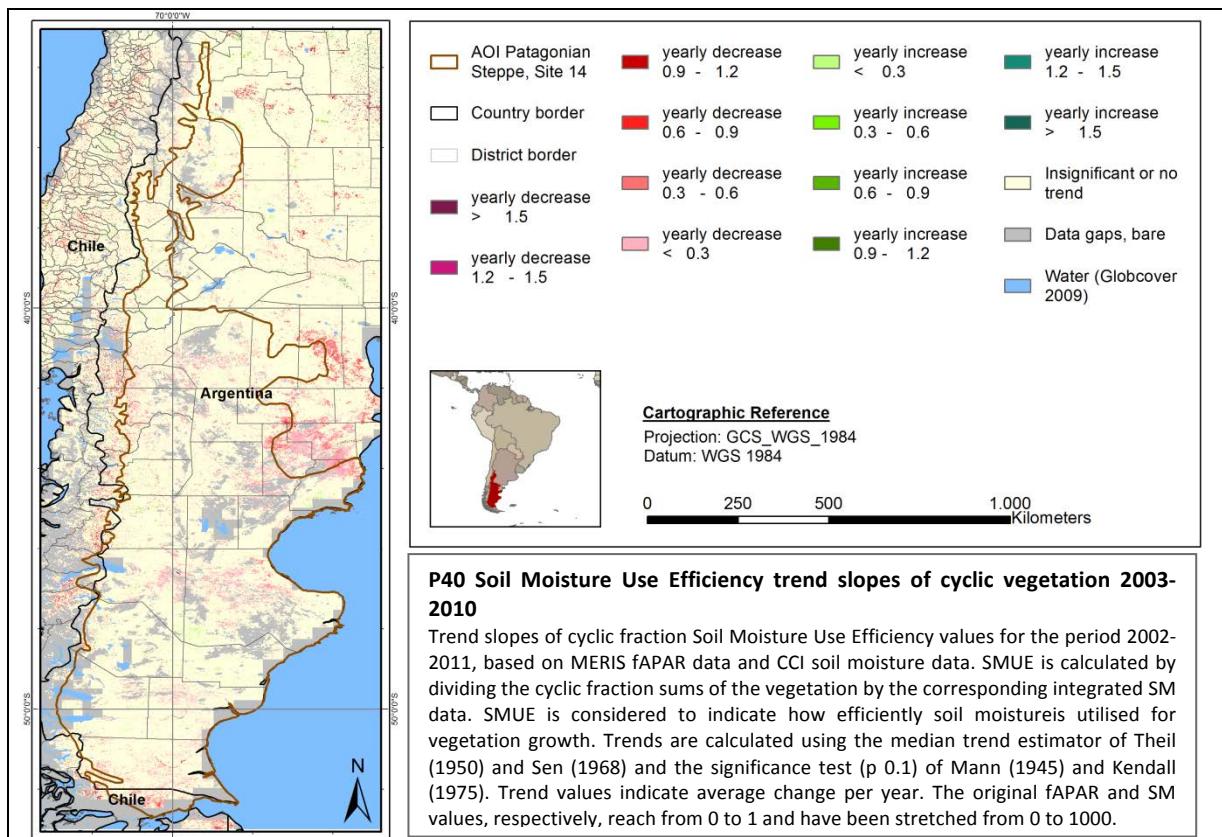 70°0'0"W
40°0'0"S
40°0'0"S
50°0'0"S
50°0'0"S
Chile
Argentina
Chile
N
AOI Patagonian
Steppe, Site 14
Country border
District border
yearly decrease
> 1.5
yearly decrease
1.2 - 1.5
yearly decrease
0.9 - 1.2
yearly decrease
0.6 - 0.9
yearly decrease
0.3 - 0.6
yearly decrease
< 0.3
yearly increase
< 0.3
yearly increase
0.3 - 0.6
yearly increase
0.6 - 0.9
yearly increase
0.9 - 1.2
yearly increase
1.2 - 1.5
yearly increase
> 1.5
Insignificant or no
trend
Data gaps, bare
Water (Globcover
2009)
Cartographic Reference
Projection: GCS_WGS_1984
Datum: WGS 1984
0 250 500 1.000
Kilometers
P40 Soil Moisture Use Efficiency trend slopes of cyclic vegetation 2003-
2010
Trend slopes of cyclic fraction Soil Moisture Use Efficiency values for the period 2002-
2011, based on MERIS fAPAR data and CCI soil moisture data. SMUE is calculated by
dividing the cyclic fraction sums of the vegetation by the corresponding integrated SM
data. SMUE is considered to indicate how efficiently soil moistureis utilised for
vegetation growth. Trends are calculated using the median trend estimator of Theil
(1950) and Sen (1968) and the significance test (p 0.1) of Mann (1945) and Kendall
(1975). Trend values indicate average change per year. The original fAPAR and SM
values, respectively, reach from 0 to 1 and have been stretched from 0 to 1000.